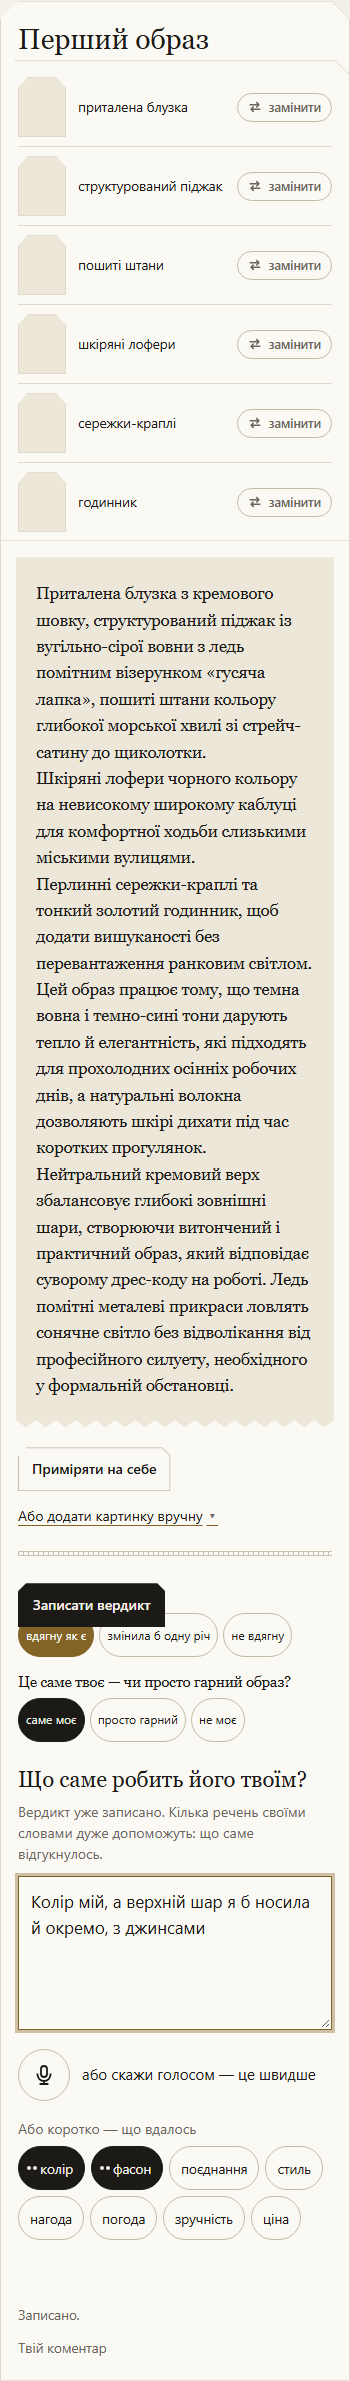 Перший образ
приталена блузка
замінити
структурований піджак
замінити
пошиті штани
замінити
шкіряні лофери
замінити
сережки-краплі
замінити
годинник
замінити
Приталена блузка з кремового
шовку, структурований піджак із
вугільно-сірої вовни з ледь
помітним візерунком «гусяча
лапка», пошиті штани кольору
глибокої морської хвилі зі стрейч-
сатину до щиколотки.
Шкіряні лофери чорного кольору
на невисокому широкому каблуці
для комфортної ходьби слизькими
міськими вулицями.
Перлинні сережки-краплі та
тонкий золотий годинник, щоб
додати вишуканості без
перевантаження ранковим світлом.
Цей образ працює тому, що темна
вовна і темно-сині тони дарують
тепло й елегантність, які підходять
для прохолодних осінніх робочих
днів, а натуральні волокна
дозволяють шкірі дихати під час
коротких прогулянок.
Нейтральний кремовий верх
збалансовує глибокі зовнішні
шари, створюючи витончений і
практичний образ, який відповідає
суворому дрес-коду на роботі. Ледь
помітні металеві прикраси ловлять
сонячне світло без відволікання від
професійного силуету, необхідного
у формальній обстановці.
Приміряти на себе
Або додати картинку вручну
Записати вердикт
вдягну як є
змінила б одну річ
не вдягну
Це саме твоє — чи просто гарний образ?
саме моє
просто гарний
не моє
Що саме робить його твоїм?
Вердикт уже записано. Кілька речень своїми
словами дуже допоможуть: що саме
відгукнулось.
Колір мій, а верхній шар я б носила
й окремо, з джинсами
або скажи голосом — це швидше
Або коротко — що вдалось
колір
фасон
поєднання
стиль
нагода
погода
зручність
ціна
Записано.
Твій коментар